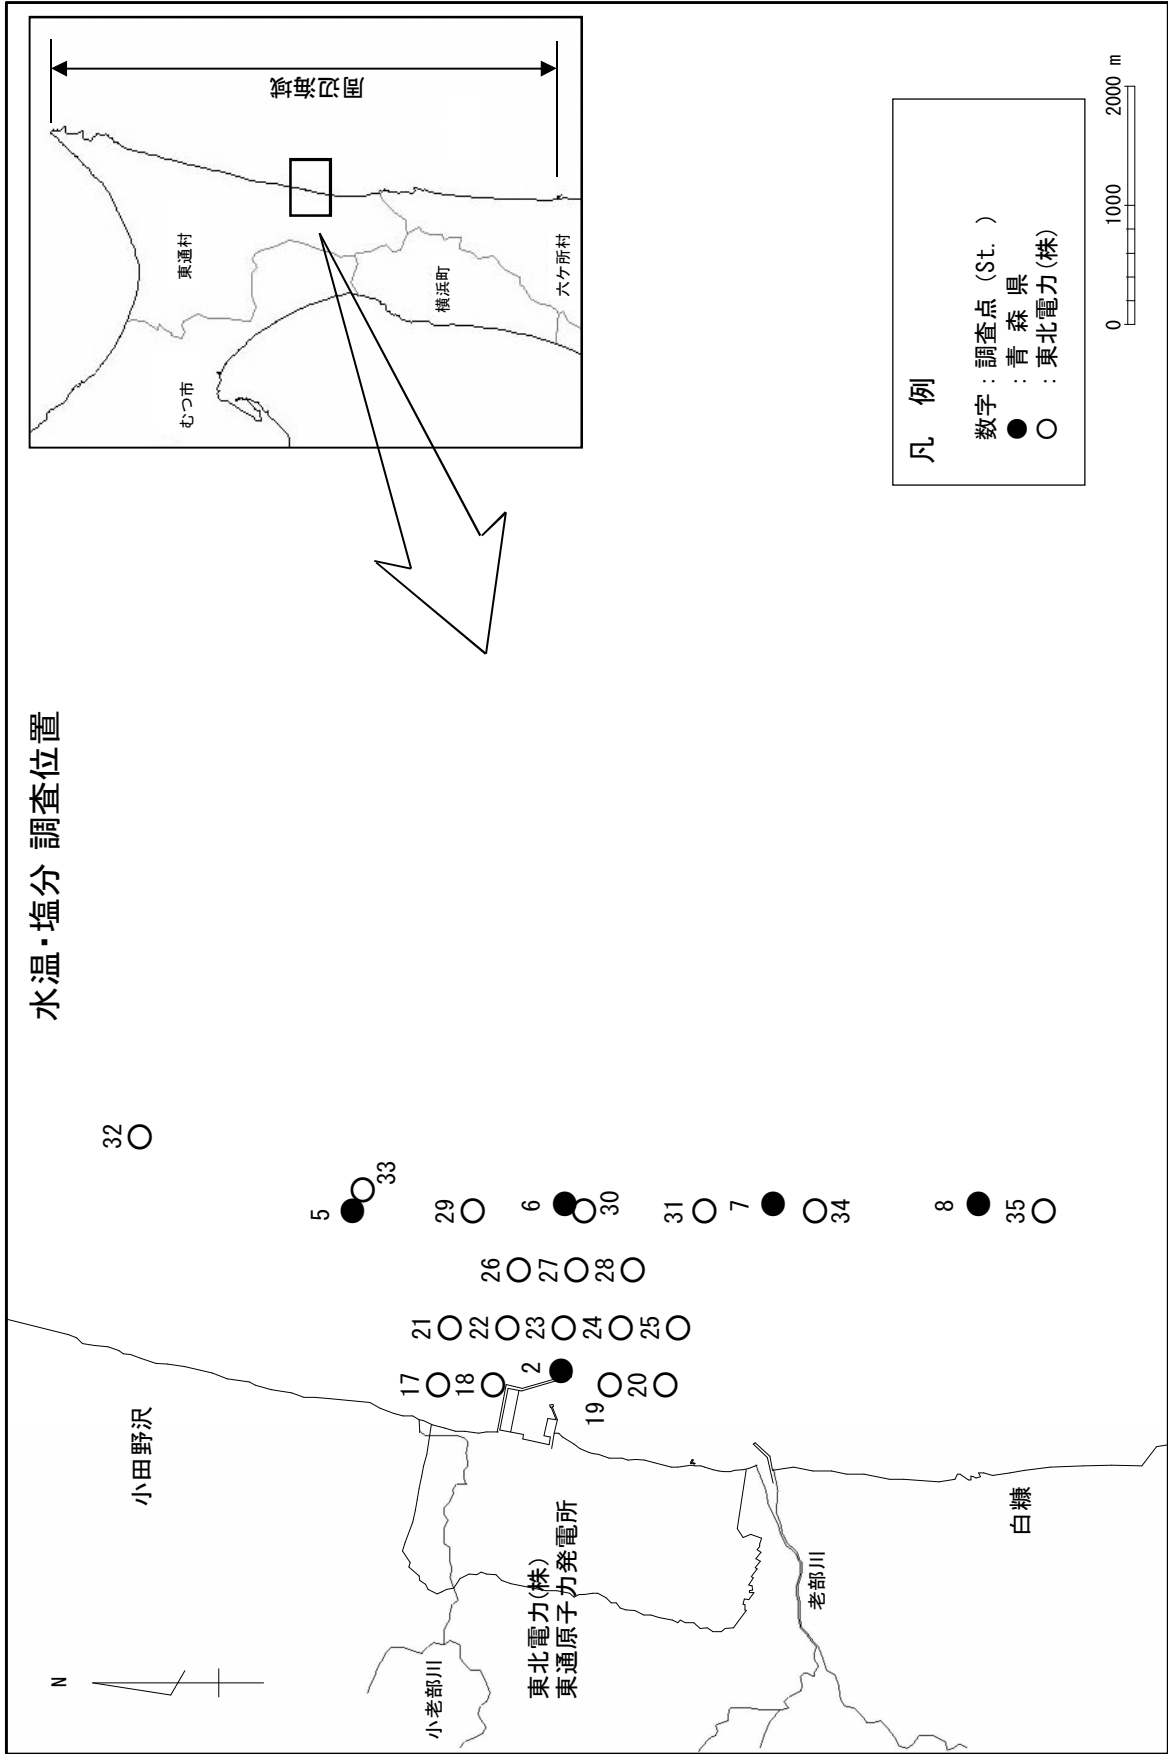 水温・塩分 調査位置
N
小田野沢
小老部川
東北電力(株)
東通原子力発電所
老部川
白糠
32
5
33
29
6
30
31
7
34
8
35
26
27
28
21
22
23
24
25
17
18
2
19
20
むつ市
東通村
横浜町
六ケ所村
周辺海域
凡 例
数字:調査点 (St. )
● :青 森 県
○ :東北電力(株)
0 1000 2000 m